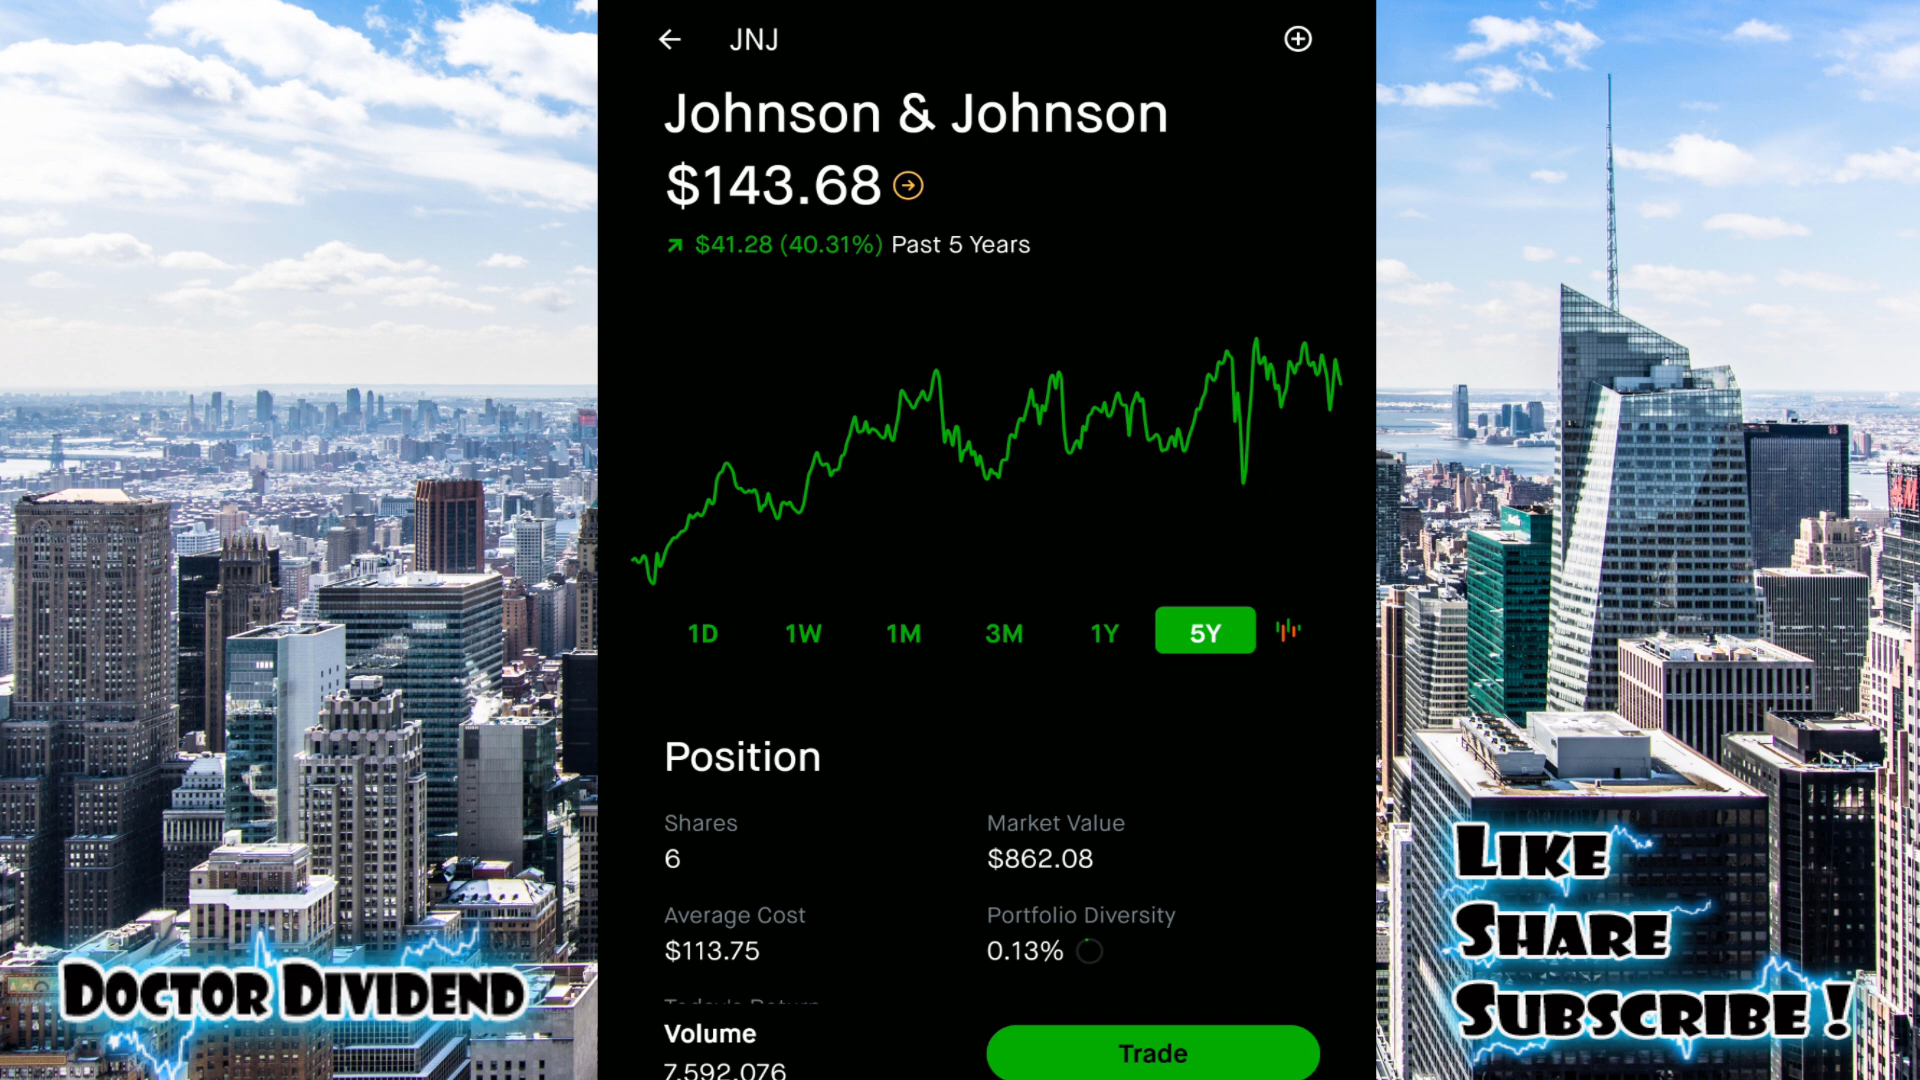 JNJ
Johnson & Johnson
$143.68
$41.28 (40.31%) Past 5 Years
1D 1W 1M 3M 1Y 5Y
Position
Shares
Market Value
6
$862.08
Average Cost
Portfolio Diversity
$113.75
0.13%
Today's Return
Volume
7,592,076
Trade
DOCTOR DIVIDEND
LIKE
SHARE
SUBSCRIBE !